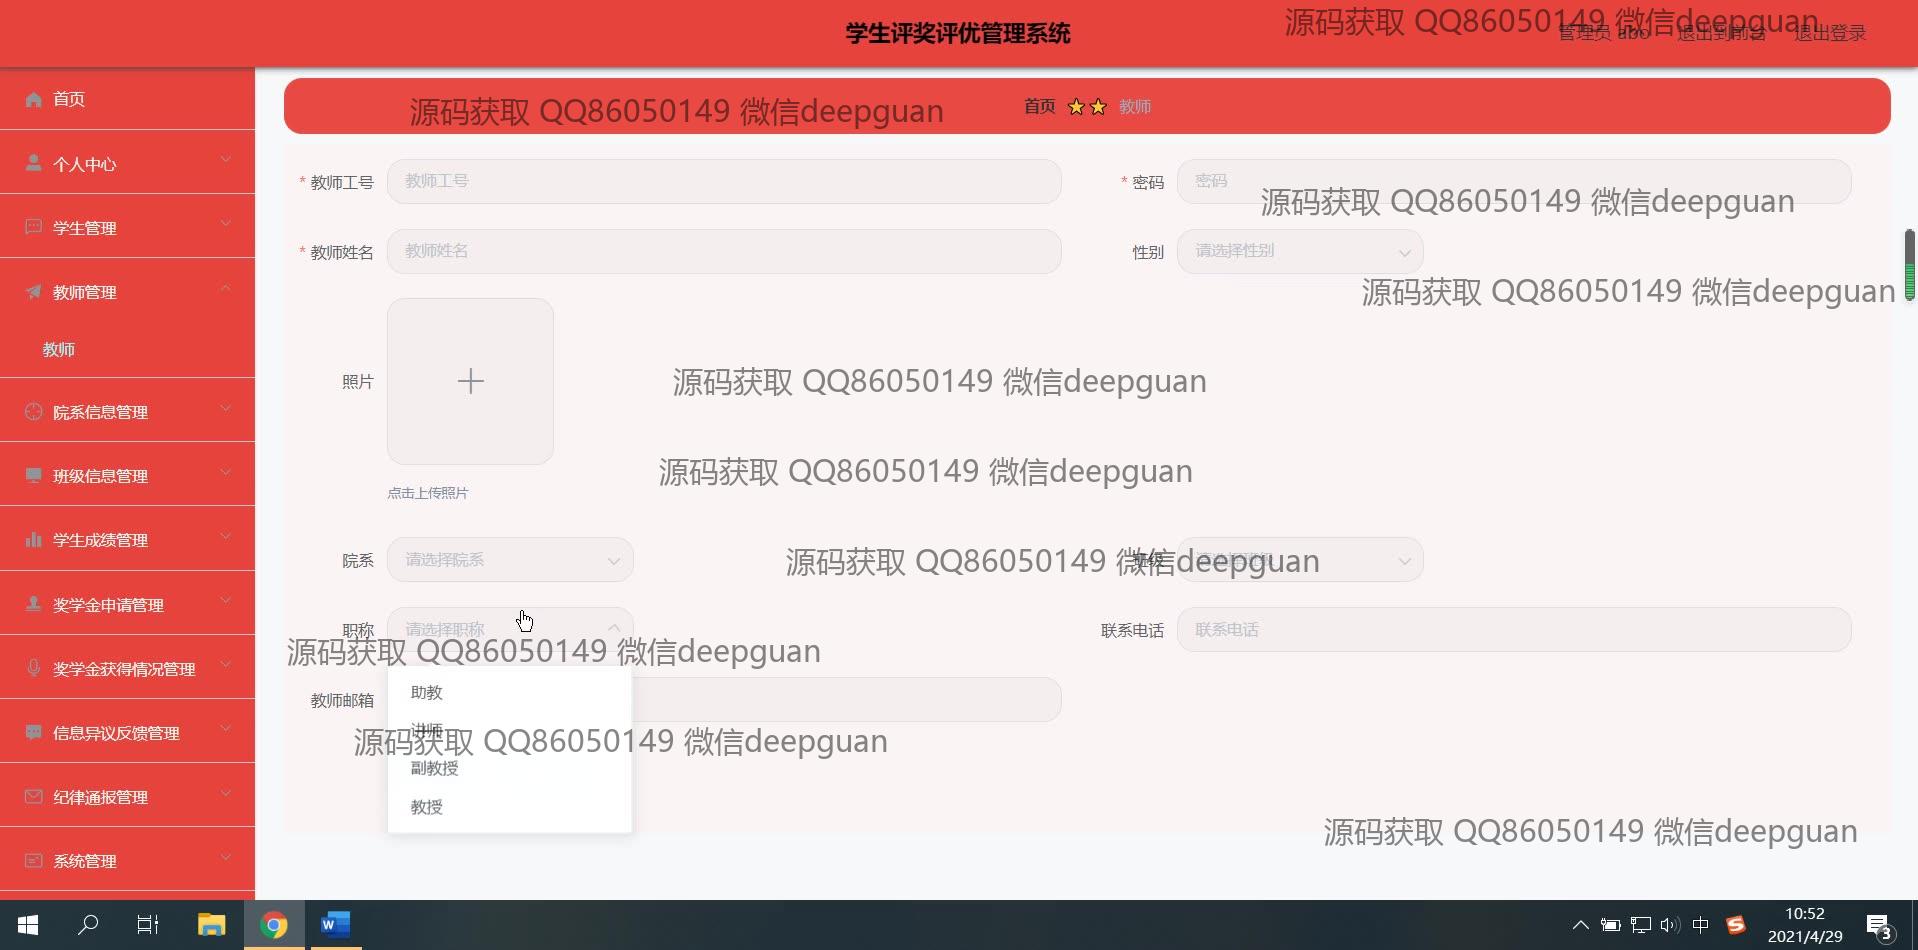 学生评奖评优管理系统
源码获取 QQ86050149 微信deepguan
管理员 abo 退出到前台 退出登录
首页
个人中心
学生管理
教师管理
教师
院系信息管理
班级信息管理
学生成绩管理
奖学金申请管理
奖学金获得情况管理
信息异议反馈管理
纪律通报管理
系统管理
源码获取 QQ86050149 微信deepguan
首页 教师
* 教师工号 教师工号
* 密码 密码
源码获取 QQ86050149 微信deepguan
* 教师姓名 教师姓名
性别 请选择性别
源码获取 QQ86050149 微信deepguan
照片
源码获取 QQ86050149 微信deepguan
源码获取 QQ86050149 微信deepguan
点击上传照片
院系 请选择院系
班级 请选择班级
源码获取 QQ86050149 微信deepguan
职称 请选择职称
联系电话 联系电话
源码获取 QQ86050149 微信deepguan
教师邮箱
助教
讲师
源码获取 QQ86050149 微信deepguan
副教授
教授
源码获取 QQ86050149 微信deepguan
中
10:52
2021/4/29
3